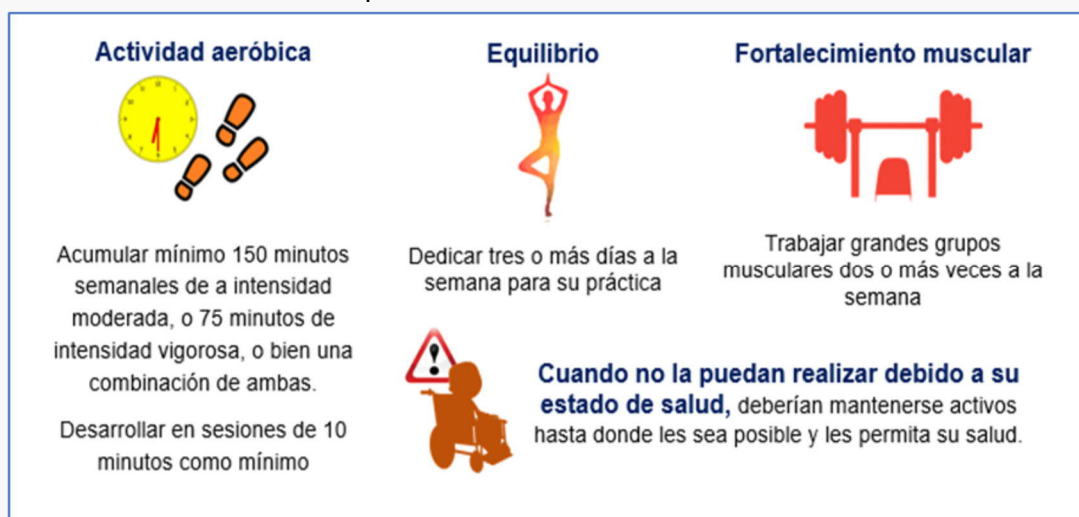 Actividad aeróbica
Acumular mínimo 150 minutos
semanales de a intensidad
moderada, o 75 minutos de
intensidad vigorosa, o bien una
combinación de ambas.
Desarrollar en sesiones de 10
minutos como mínimo
Equilibrio
Dedicar tres o más días a la
semana para su práctica
Fortalecimiento muscular
Trabajar grandes grupos
musculares dos o más veces a la
semana
Cuando no la puedan realizar debido a su
estado de salud, deberían mantenerse activos
hasta donde les sea posible y les permita su salud.